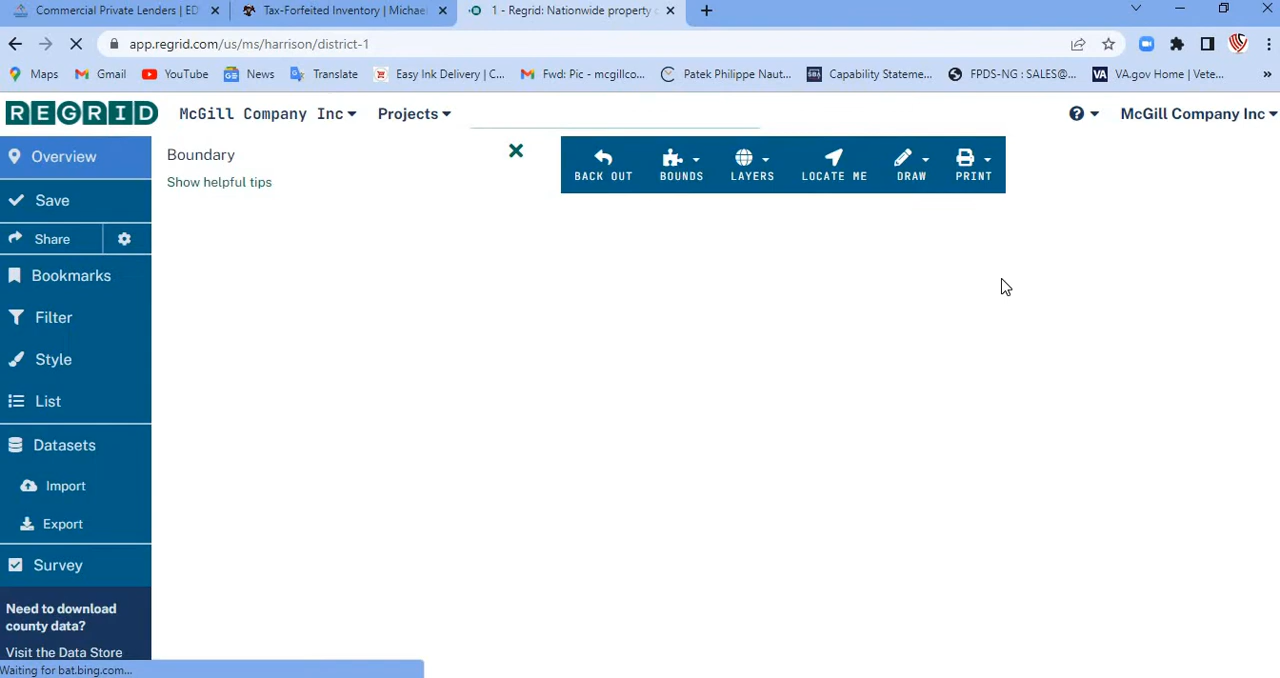 Commercial Private Lenders | ED
Tax-Forfeited Inventory | Michae
1 - Regrid: Nationwide property c
app.regrid.com/us/ms/harrison/district-1
Maps
Gmail
YouTube
News
Translate
Easy Ink Delivery | C...
Fwd: Pic - mcgillco...
Patek Philippe Naut...
Capability Stateme...
FPDS-NG : SALES@...
VA.gov Home | Vete...
REGRID
McGill Company Inc
Projects
McGill Company Inc
Overview
Save
Share
Bookmarks
Filter
Style
List
Datasets
Import
Export
Survey
Need to download
county data?
Visit the Data Store
Waiting for bat.bing.com...
Boundary
Show helpful tips
BACK OUT
BOUNDS
LAYERS
LOCATE ME
DRAW
PRINT